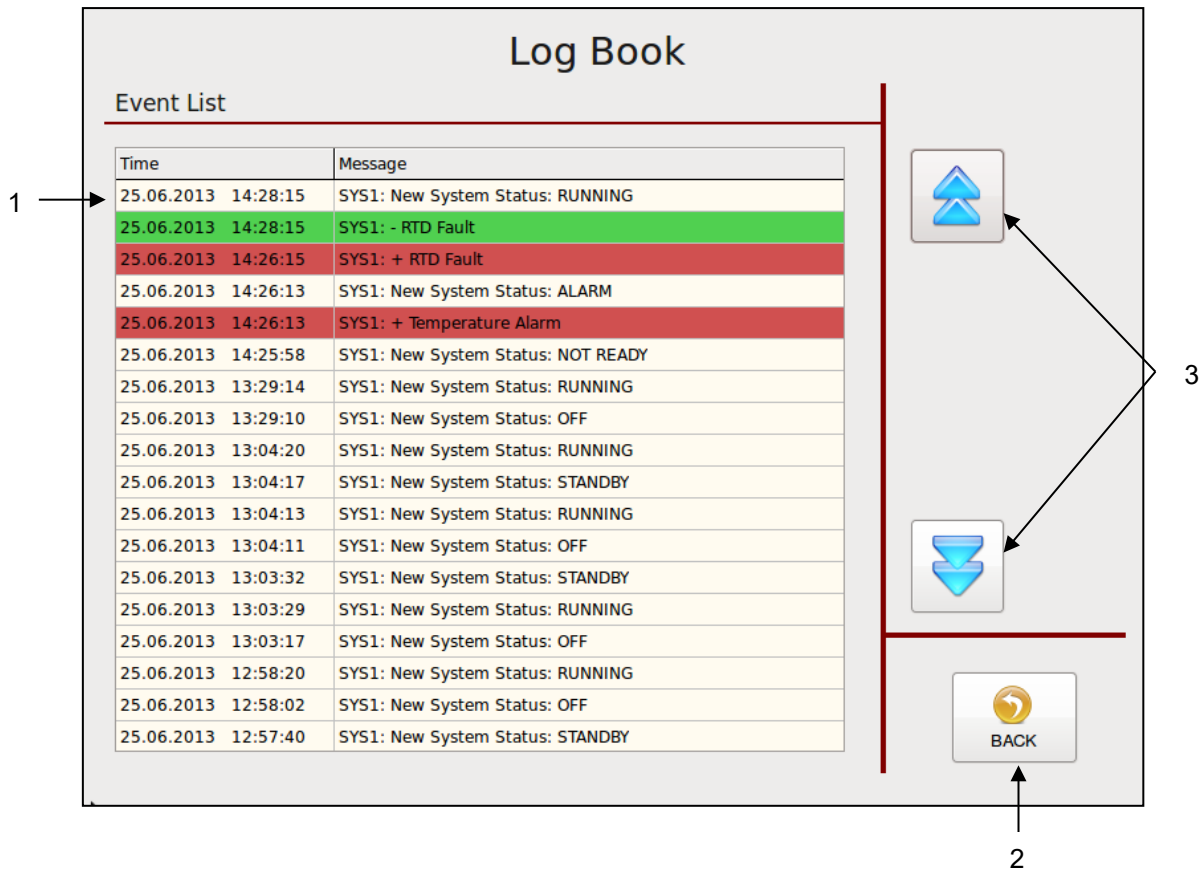 Log Book
Event List
Time Message
1
25.06.2013 14:28:15 SYS1: New System Status: RUNNING
25.06.2013 14:28:15 SYS1: - RTD Fault
25.06.2013 14:26:15 SYS1: + RTD Fault
25.06.2013 14:26:13 SYS1: New System Status: ALARM
25.06.2013 14:26:13 SYS1: + Temperature Alarm
25.06.2013 14:25:58 SYS1: New System Status: NOT READY
3
25.06.2013 13:29:14 SYS1: New System Status: RUNNING
25.06.2013 13:29:10 SYS1: New System Status: OFF
25.06.2013 13:04:20 SYS1: New System Status: RUNNING
25.06.2013 13:04:17 SYS1: New System Status: STANDBY
25.06.2013 13:04:13 SYS1: New System Status: RUNNING
25.06.2013 13:04:11 SYS1: New System Status: OFF
25.06.2013 13:03:32 SYS1: New System Status: STANDBY
25.06.2013 13:03:29 SYS1: New System Status: RUNNING
25.06.2013 13:03:17 SYS1: New System Status: OFF
25.06.2013 12:58:20 SYS1: New System Status: RUNNING
25.06.2013 12:58:02 SYS1: New System Status: OFF
25.06.2013 12:57:40 SYS1: New System Status: STANDBY
BACK
2